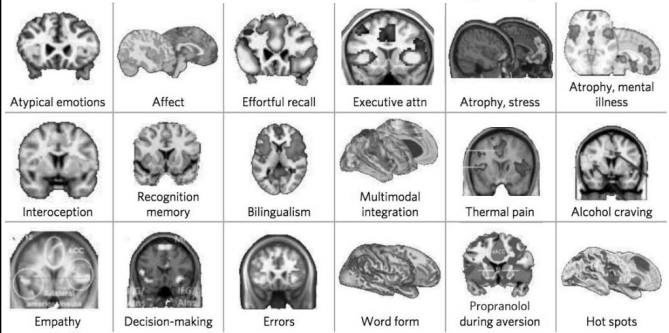 Atypical emotions
Affect
Effortful recall
Executive attn
Atrophy, stress
Atrophy, mental
illness
Interoception
Recognition
memory
Bilingualism
Multimodal
integration
Thermal pain
Alcohol craving
ACC
Empathy
Decision-making
Errors
Word form
Propranolol
during aversion
Hot spots